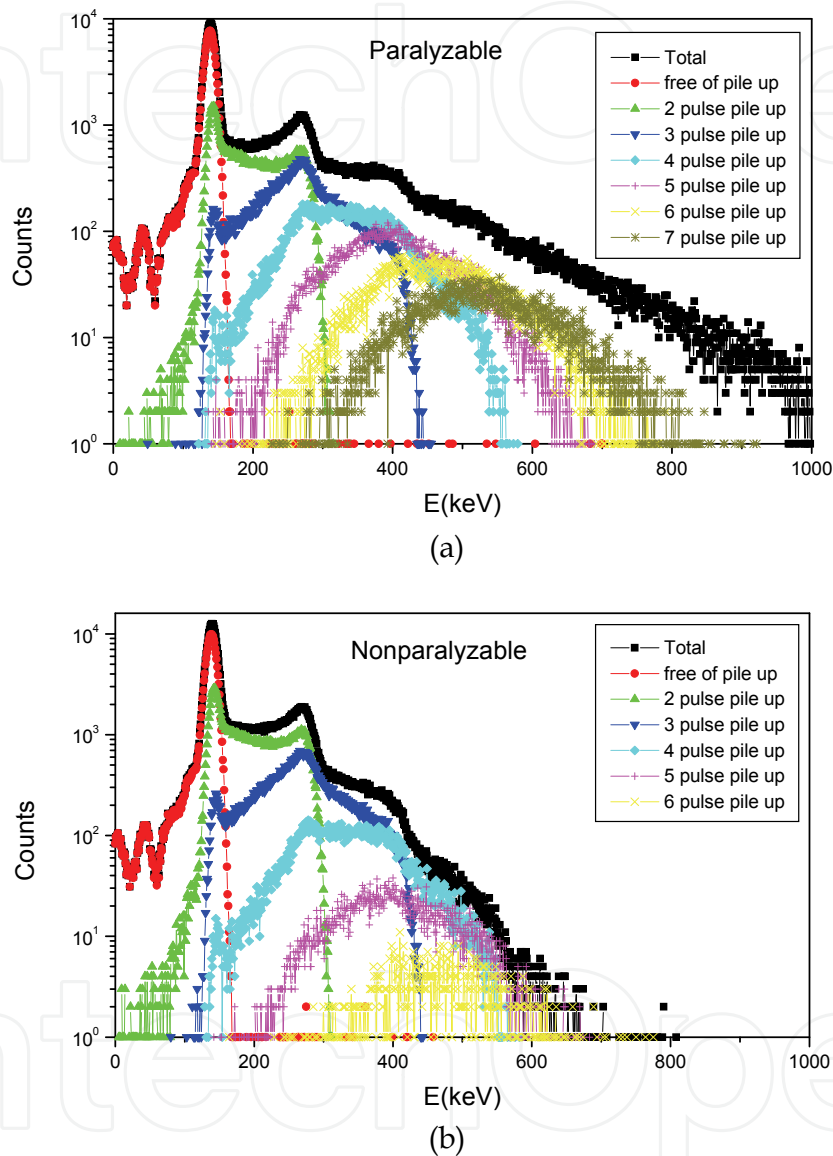 ntechOpe
10^4
10^3
10^2
10^1
10^0
Counts
Paralyzable
Total
free of pile up
2 pulse pile up
3 pulse pile up
4 pulse pile up
5 pulse pile up
6 pulse pile up
7 pulse pile up
0 200 400 600 800 1000
E(keV)
(a)
10^4
10^3
10^2
10^1
10^0
Counts
Nonparalyzable
Total
free of pile up
2 pulse pile up
3 pulse pile up
4 pulse pile up
5 pulse pile up
6 pulse pile up
0 200 400 600 800 1000
E(keV)
ntechOpe
(b)